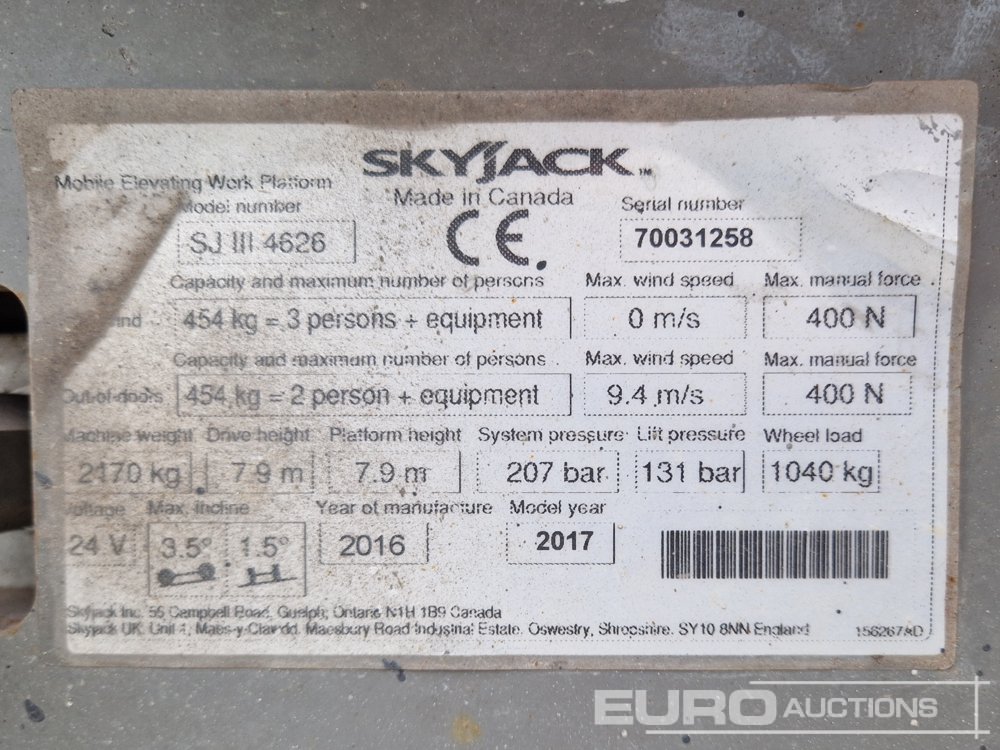 SKYJACK™
Mobile Elevating Work Platform
Made in Canada
Model number
Serial number
SJ III 4626
CE
70031258
Capacity and maximum number of persons Max. wind speed Max. manual force
454 kg = 3 persons + equipment 0 m/s 400 N
Capacity and maximum number of persons Max. wind speed Max. manual force
Out-of-doors 454 kg = 2 person + equipment 9.4 m/s 400 N
Machine weight Drive height Platform height System pressure Lift pressure Wheel load
2170 kg 7.9 m 7.9 m 207 bar 131 bar 1040 kg
Voltage Max. incline Year of manufacture Model year
24 V 3.5° 1.5° 2016 2017
Skyjack Inc. 55 Campbell Road, Guelph, Ontario N1H 1B9 Canada
Skyjack UK, Unit 1, Maes-y-Clawdd, Maesbury Road Industrial Estate, Oswestry, Shropshire. SY10 8NN England 156267AD
EURO AUCTIONS